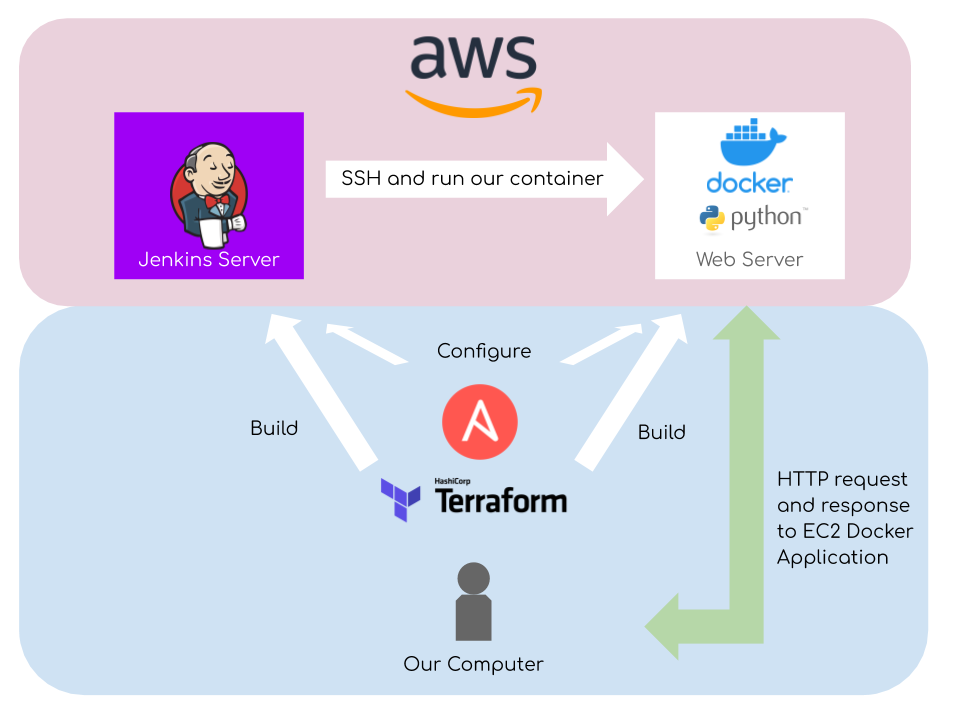 aws
SSH and run our container
docker
python™
Jenkins Server
Web Server
Configure
Build
Build
HashiCorp
Terraform
HTTP request
and response
to EC2 Docker
Application
Our Computer